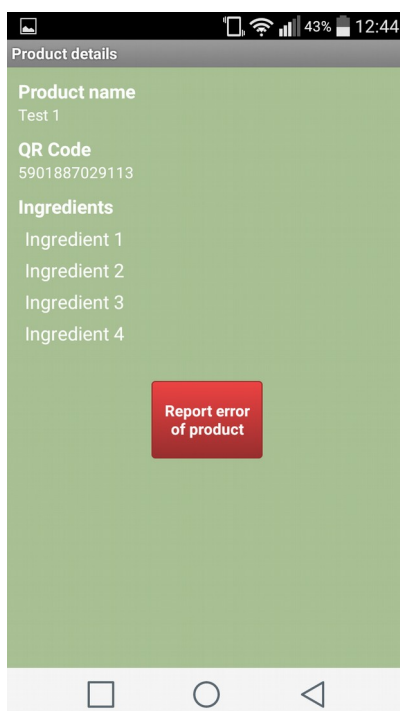 43% 12:44
Product details
Product name
Test 1
QR Code
5901887029113
Ingredients
Ingredient 1
Ingredient 2
Ingredient 3
Ingredient 4
Report error
of product